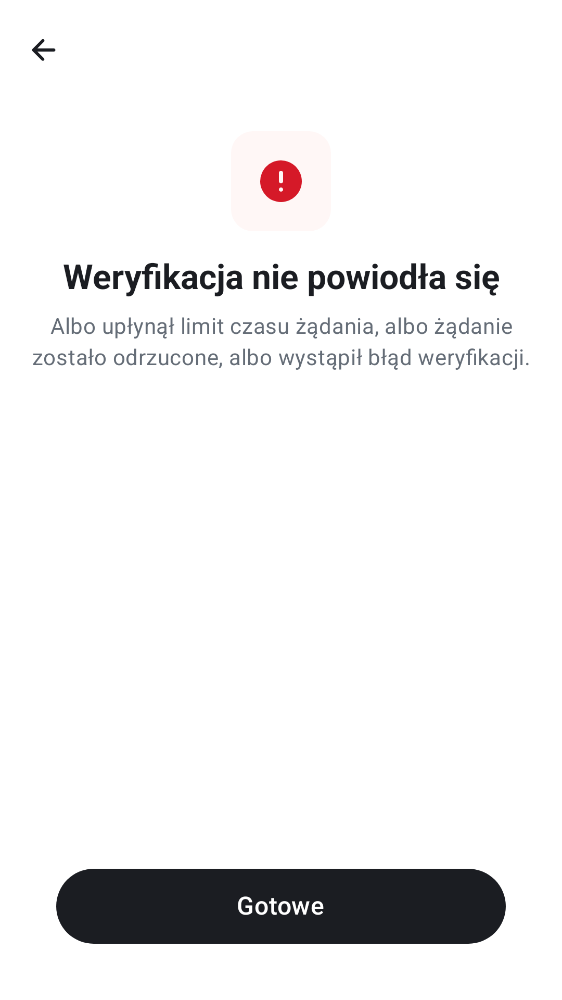 Weryfikacja nie powiodła się
Albo upłynął limit czasu żądania, albo żądanie
zostało odrzucone, albo wystąpił błąd weryfikacji.
Gotowe